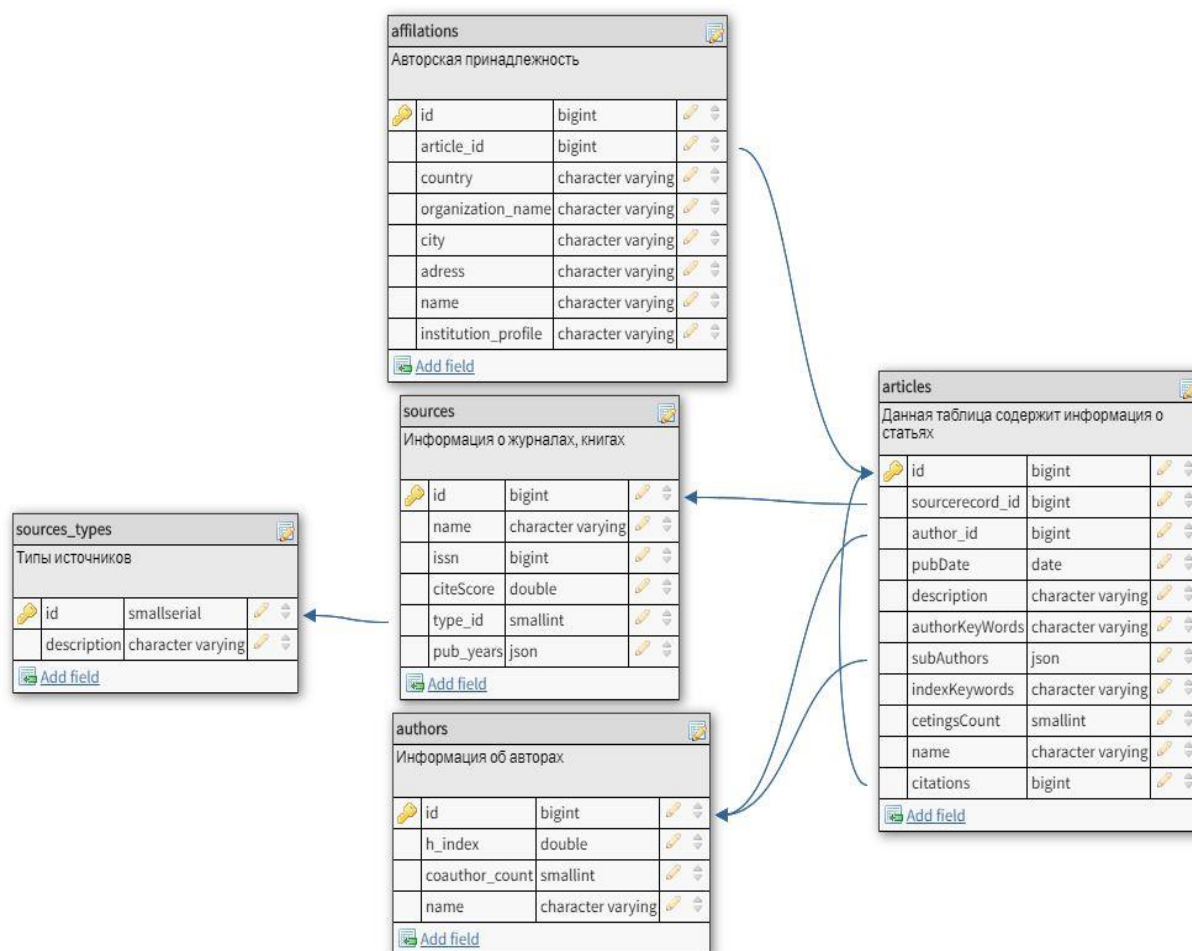 affilations
Авторская принадлежность
id bigint
article_id bigint
country character varying
organization_name character varying
city character varying
adress character varying
name character varying
institution_profile character varying
Add field
sources
Информация о журналах, книгах
id bigint
name character varying
issn bigint
citeScore double
type_id smallint
pub_years json
Add field
sources_types
Типы источников
id smallserial
description character varying
Add field
authors
Информация об авторах
id bigint
h_index double
coauthor_count smallint
name character varying
Add field
articles
Данная таблица содержит информация о
статьях
id bigint
sourcerecord_id bigint
author_id bigint
pubDate date
description character varying
authorKeyWords character varying
subAuthors json
indexKeywords character varying
cetingsCount smallint
name character varying
citations bigint
Add field